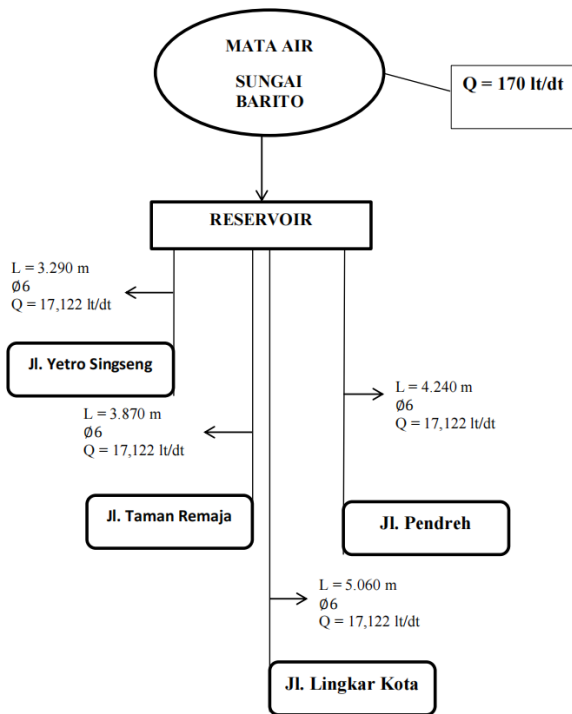 MATA AIR
SUNGAI
BARITO
Q = 170 lt/dt
RESERVOIR
L = 3.290 m
Ø6
Q = 17,122 lt/dt
Jl. Yetro Singseng
L = 4.240 m
Ø6
Q = 17,122 lt/dt
L = 3.870 m
Ø6
Q = 17,122 lt/dt
Jl. Taman Remaja
Jl. Pendreh
L = 5.060 m
Ø6
Q = 17,122 lt/dt
Jl. Lingkar Kota